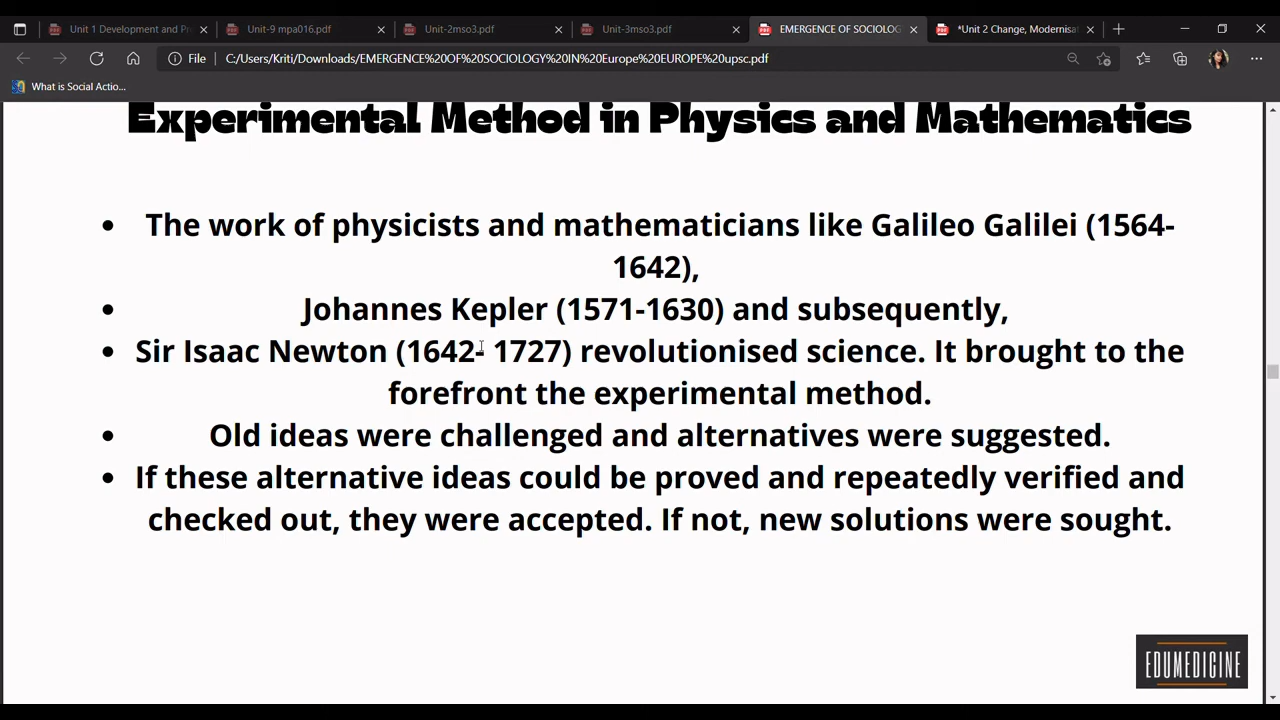 Unit 1 Development and Pr
Unit-9 mpa016.pdf
Unit-2mso3.pdf
Unit-3mso3.pdf
EMERGENCE OF SOCIOLOG
*Unit 2 Change, Modernisa
File
C:/Users/Kriti/Downloads/EMERGENCE%20OF%20SOCIOLOGY%20IN%20Europe%20EUROPE%20upsc.pdf
What is Social Actio...
Experimental Method in Physics and Mathematics
• The work of physicists and mathematicians like Galileo Galilei (1564-
1642),
• Johannes Kepler (1571-1630) and subsequently,
• Sir Isaac Newton (1642- 1727) revolutionised science. It brought to the
forefront the experimental method.
• Old ideas were challenged and alternatives were suggested.
• If these alternative ideas could be proved and repeatedly verified and
checked out, they were accepted. If not, new solutions were sought.
EDUMEDICINE